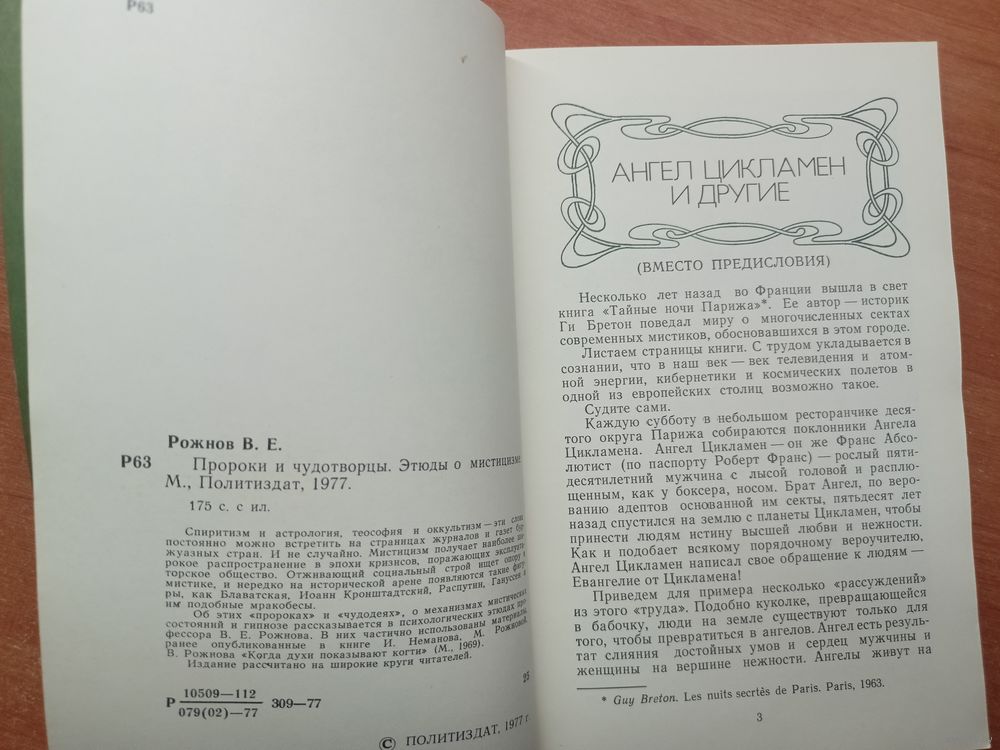 Р63
Рожнов В. Е.
Р63
Пророки и чудотворцы. Этюды о мистицизме.
М., Политиздат, 1977.
175 с. с ил.
Спиритизм и астрология, теософия и оккультизм — эти слова
постоянно можно встретить на страницах журналов и газет бур-
жуазных стран. И не случайно. Мистицизм получает наиболее ши-
рокое распространение в эпохи кризисов, поражающих эксплуата-
торское общество. Отживающий социальный строй ищет опору в
мистике, и нередко на исторической арене появляются такие фигу-
ры, как Блаватская, Иоанн Кронштадтский, Распутин, Гануссен и
им подобные мракобесы.
Об этих «пророках» и «чудодеях», о механизмах мистических
состояний и гипнозе рассказывается в психологических этюдах про-
фессора В. Е. Рожнова. В них частично использованы материалы,
ранее опубликованные в книге И. Неманова, М. Рожновой,
В. Рожнова «Когда духи показывают когти» (М., 1969).
Издание рассчитано на широкие круги читателей.
25
Р 10509—112
079(02)—77 309—77
© ПОЛИТИЗДАТ, 1977 г.
АНГЕЛ ЦИКЛАМЕН
И ДРУГИЕ
(ВМЕСТО ПРЕДИСЛОВИЯ)
Несколько лет назад во Франции вышла в свет
книга «Тайные ночи Парижа»*. Ее автор — историк
Ги Бретон поведал миру о многочисленных сектах
современных мистиков, обосновавшихся в этом городе.
Листаем страницы книги. С трудом укладывается в
сознании, что в наш век — век телевидения и атом-
ной энергии, кибернетики и космических полетов в
одной из европейских столиц возможно такое.
Судите сами.
Каждую субботу в небольшом ресторанчике деся-
того округа Парижа собираются поклонники Ангела
Цикламена. Ангел Цикламен — он же Франс Абсо-
лютист (по паспорту Роберт Франс) — рослый пяти-
десятилетний мужчина с лысой головой и расплю-
щенным, как у боксера, носом. Брат Ангел, по веро-
ванию адептов основанной им секты, пятьдесят лет
назад спустился на землю с планеты Цикламен, чтобы
принести людям истину высшей любви и нежности.
Как и подобает всякому порядочному вероучителю,
Ангел Цикламен написал свое обращение к людям —
Евангелие от Цикламена!
Приведем для примера несколько «рассуждений»
из этого «труда». Подобно куколке, превращающейся
в бабочку, люди на земле существуют только для
того, чтобы превратиться в ангелов. Ангел есть резуль-
тат слияния достойных умов и сердец мужчины и
женщины на вершине нежности. Ангелы живут на
* Guy Breton. Les nuits secrtès de Paris. Paris, 1963.
3